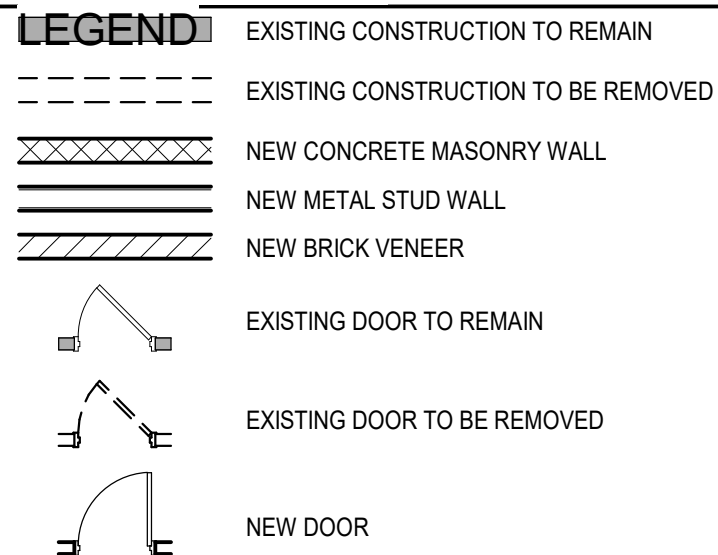 LEGEND
EXISTING CONSTRUCTION TO REMAIN
EXISTING CONSTRUCTION TO BE REMOVED
NEW CONCRETE MASONRY WALL
NEW METAL STUD WALL
NEW BRICK VENEER
EXISTING DOOR TO REMAIN
EXISTING DOOR TO BE REMOVED
NEW DOOR